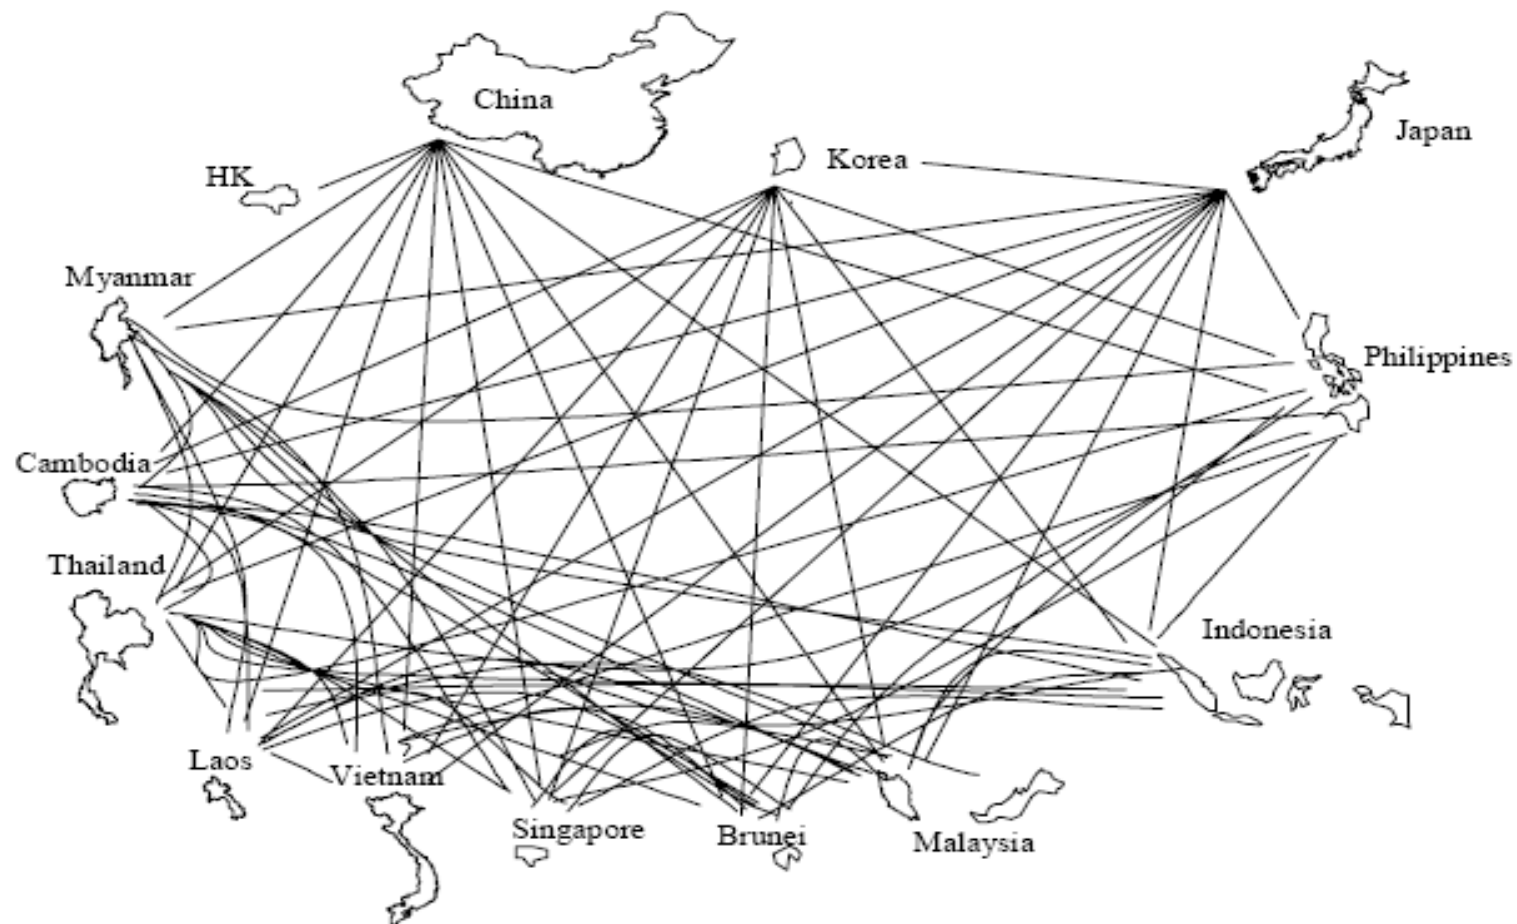 China
Japan
Korea
HK
Myanmar
Philippines
Cambodia
Thailand
Indonesia
Laos
Vietnam
Singapore
Brunei
Malaysia